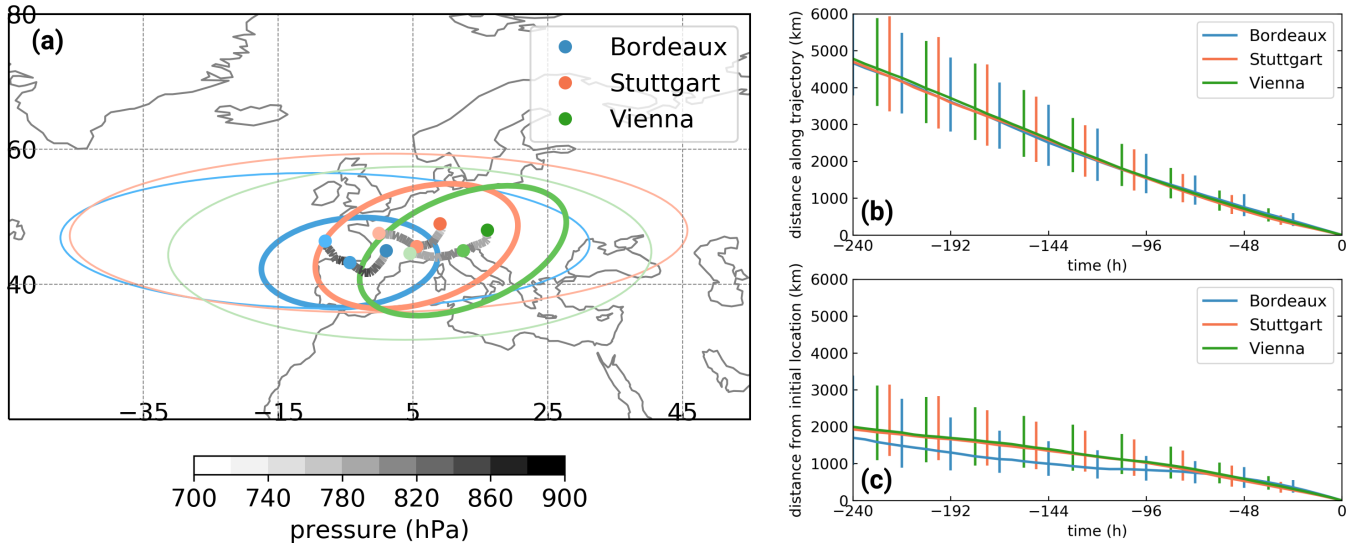 80
(a)
Bordeaux
Stuttgart
Vienna
60
40
−35 −15 5 25 45
700 740 780 820 860 900
pressure (hPa)
distance along trajectory (km)
6000
5000
4000
3000
2000
1000
0
Bordeaux
Stuttgart
Vienna
(b)
−240 −192 −144 −96 −48 0
time (h)
distance from initial location (km)
6000
5000
4000
3000
2000
1000
0
Bordeaux
Stuttgart
Vienna
(c)
−240 −192 −144 −96 −48 0
time (h)